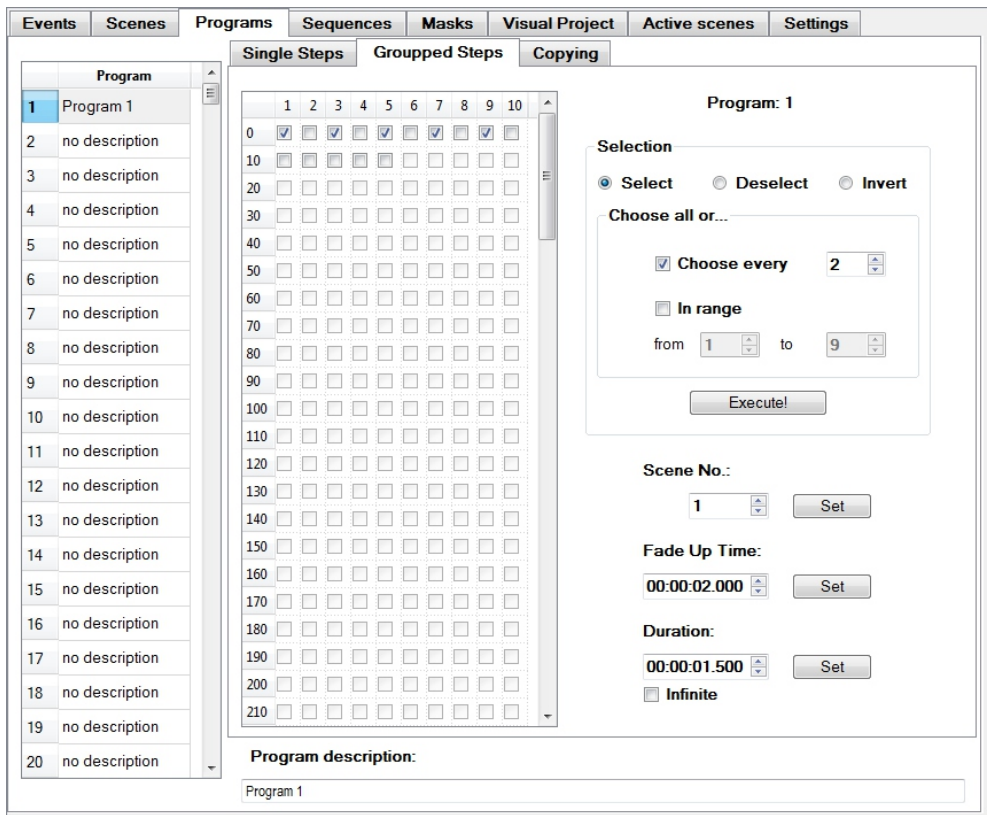 Events Scenes Programs Sequences Masks Visual Project Active scenes Settings
Single Steps Groupped Steps Copying
Program
1 Program 1
2 no description
3 no description
4 no description
5 no description
6 no description
7 no description
8 no description
9 no description
10 no description
11 no description
12 no description
13 no description
14 no description
15 no description
16 no description
17 no description
18 no description
19 no description
20 no description
1 2 3 4 5 6 7 8 9 10
0
10
20
30
40
50
60
70
80
90
100
110
120
130
140
150
160
170
180
190
200
210
Program: 1
Selection
Select Deselect Invert
Choose all or...
Choose every 2
In range
from 1 to 9
Execute!
Scene No.:
1 Set
Fade Up Time:
00:00:02.000 Set
Duration:
00:00:01.500 Set
Infinite
Program description:
Program 1